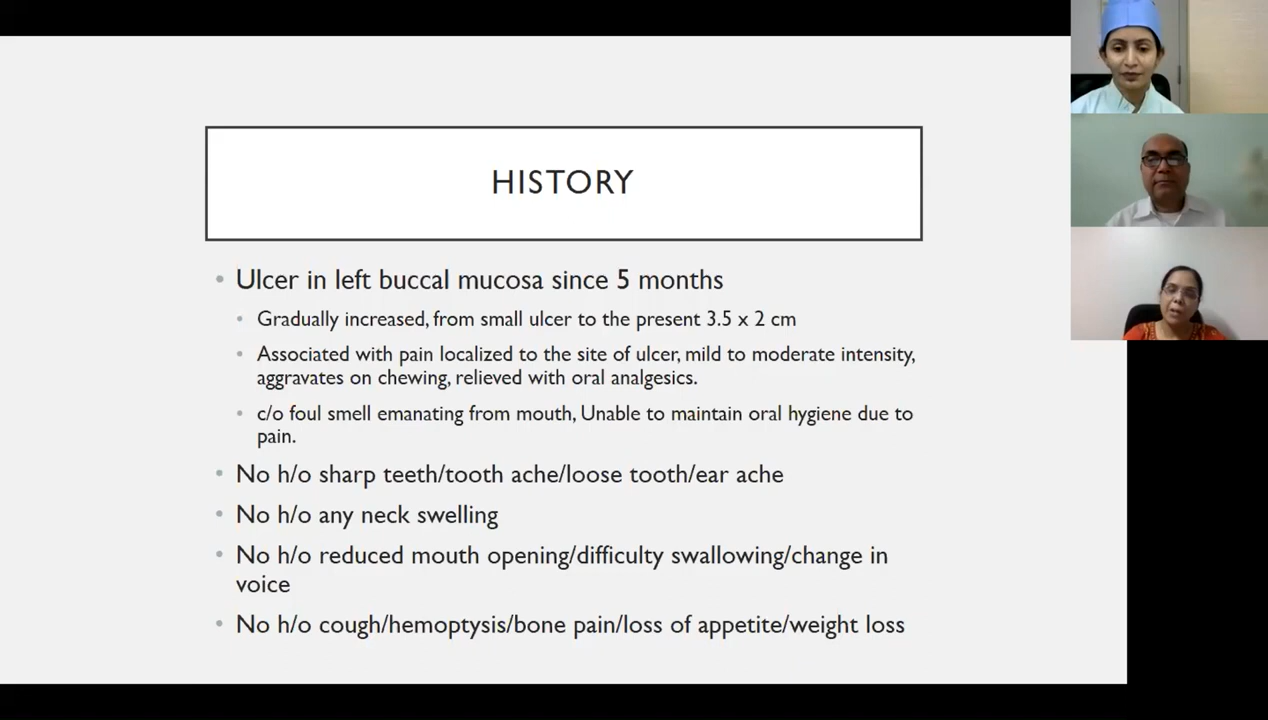 HISTORY
Ulcer in left buccal mucosa since 5 months
Gradually increased, from small ulcer to the present 3.5 x 2 cm
Associated with pain localized to the site of ulcer, mild to moderate intensity,
aggravates on chewing, relieved with oral analgesics.
c/o foul smell emanating from mouth, Unable to maintain oral hygiene due to
pain.
No h/o sharp teeth/tooth ache/loose tooth/ear ache
No h/o any neck swelling
No h/o reduced mouth opening/difficulty swallowing/change in
voice
No h/o cough/hemoptysis/bone pain/loss of appetite/weight loss